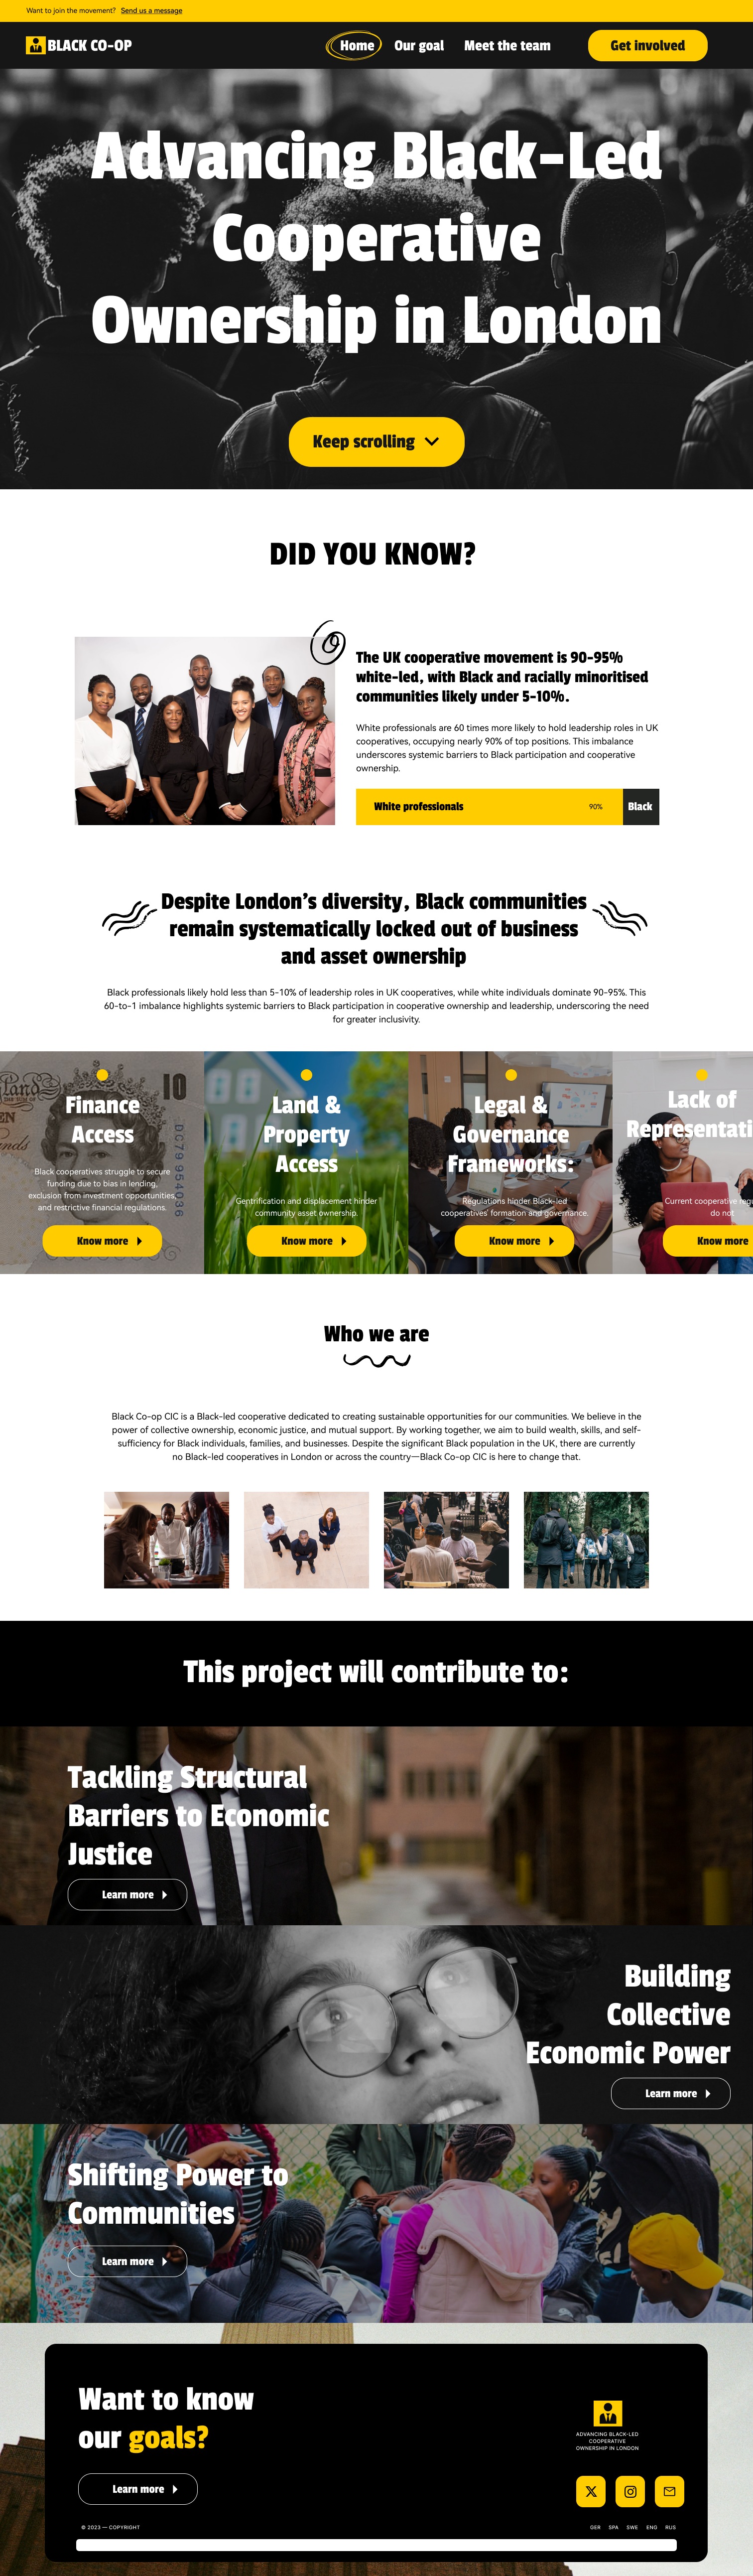 Want to join the movement? Send us a message
BLACK CO-OP
Home Our goal Meet the team Get involved
Advancing Black-Led
Cooperative
Ownership in London
Keep scrolling
DID YOU KNOW?
The UK cooperative movement is 90-95%
white-led, with Black and racially minoritised
communities likely under 5-10%.
White professionals are 60 times more likely to hold leadership roles in UK
cooperatives, occupying nearly 90% of top positions. This imbalance
underscores systemic barriers to Black participation and cooperative
ownership.
White professionals 90% Black
Despite London's diversity, Black communities
remain systematically locked out of business
and asset ownership
Black professionals likely hold less than 5-10% of leadership roles in UK cooperatives, while white individuals dominate 90-95%. This
60-to-1 imbalance highlights systemic barriers to Black participation in cooperative ownership and leadership, underscoring the need
for greater inclusivity.
Finance
Access
Black cooperatives struggle to secure
funding due to bias in lending,
exclusion from investment opportunities,
and restrictive financial regulations.
Know more
10
DC79 954036
Land &
Property
Access
Gentrification and displacement hinder
community asset ownership.
Know more
Legal &
Governance
Frameworks:
Regulations hinder Black-led
cooperatives' formation and governance.
Know more
Lack of
Representati
Current cooperative regu
do not
Know more
Who we are
Black Co-op CIC is a Black-led cooperative dedicated to creating sustainable opportunities for our communities. We believe in the
power of collective ownership, economic justice, and mutual support. By working together, we aim to build wealth, skills, and self-
sufficiency for Black individuals, families, and businesses. Despite the significant Black population in the UK, there are currently
no Black-led cooperatives in London or across the country—Black Co-op CIC is here to change that.
This project will contribute to:
Tackling Structural
Barriers to Economic
Justice
Learn more
Building
Collective
Economic Power
Learn more
Shifting Power to
Communities
Learn more
Want to know
our goals?
Learn more
ADVANCING BLACK-LED
COOPERATIVE
OWNERSHIP IN LONDON
© 2023 — COPYRIGHT
GER SPA SWE ENG RUS